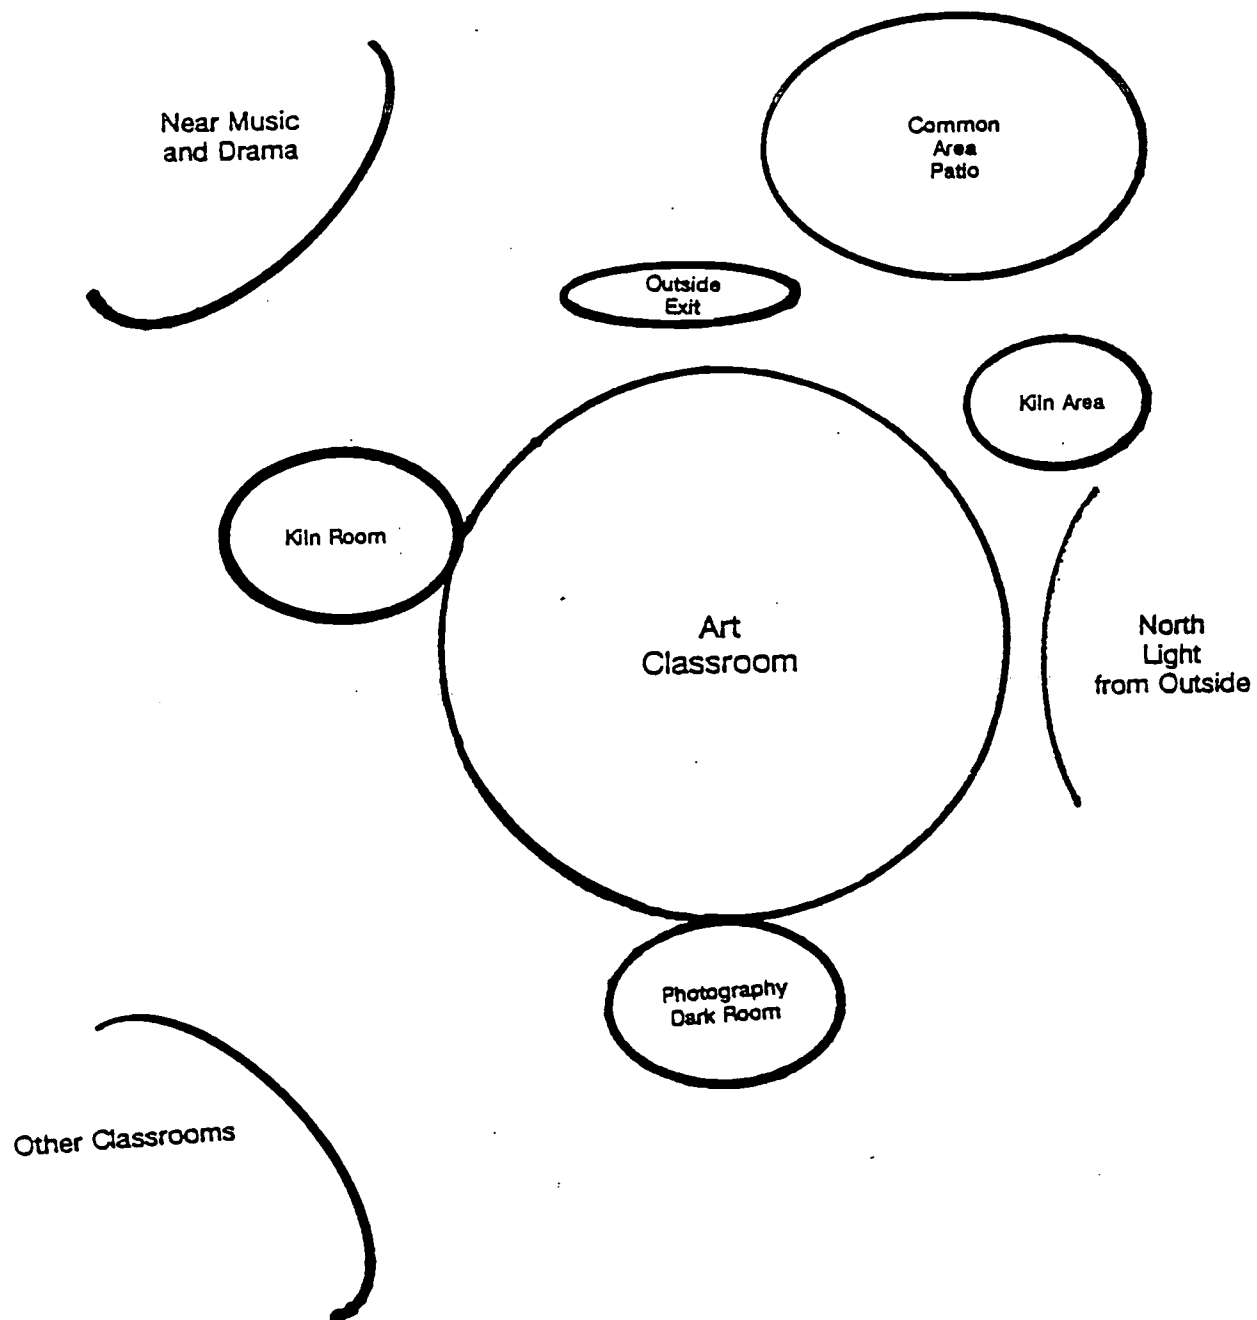 Near Music
and Drama
Common
Area
Patio
Outside
Exit
Kiln Area
Kiln Room
Art
Classroom
North
Light
from Outside
Photography
Dark Room
Other Classrooms